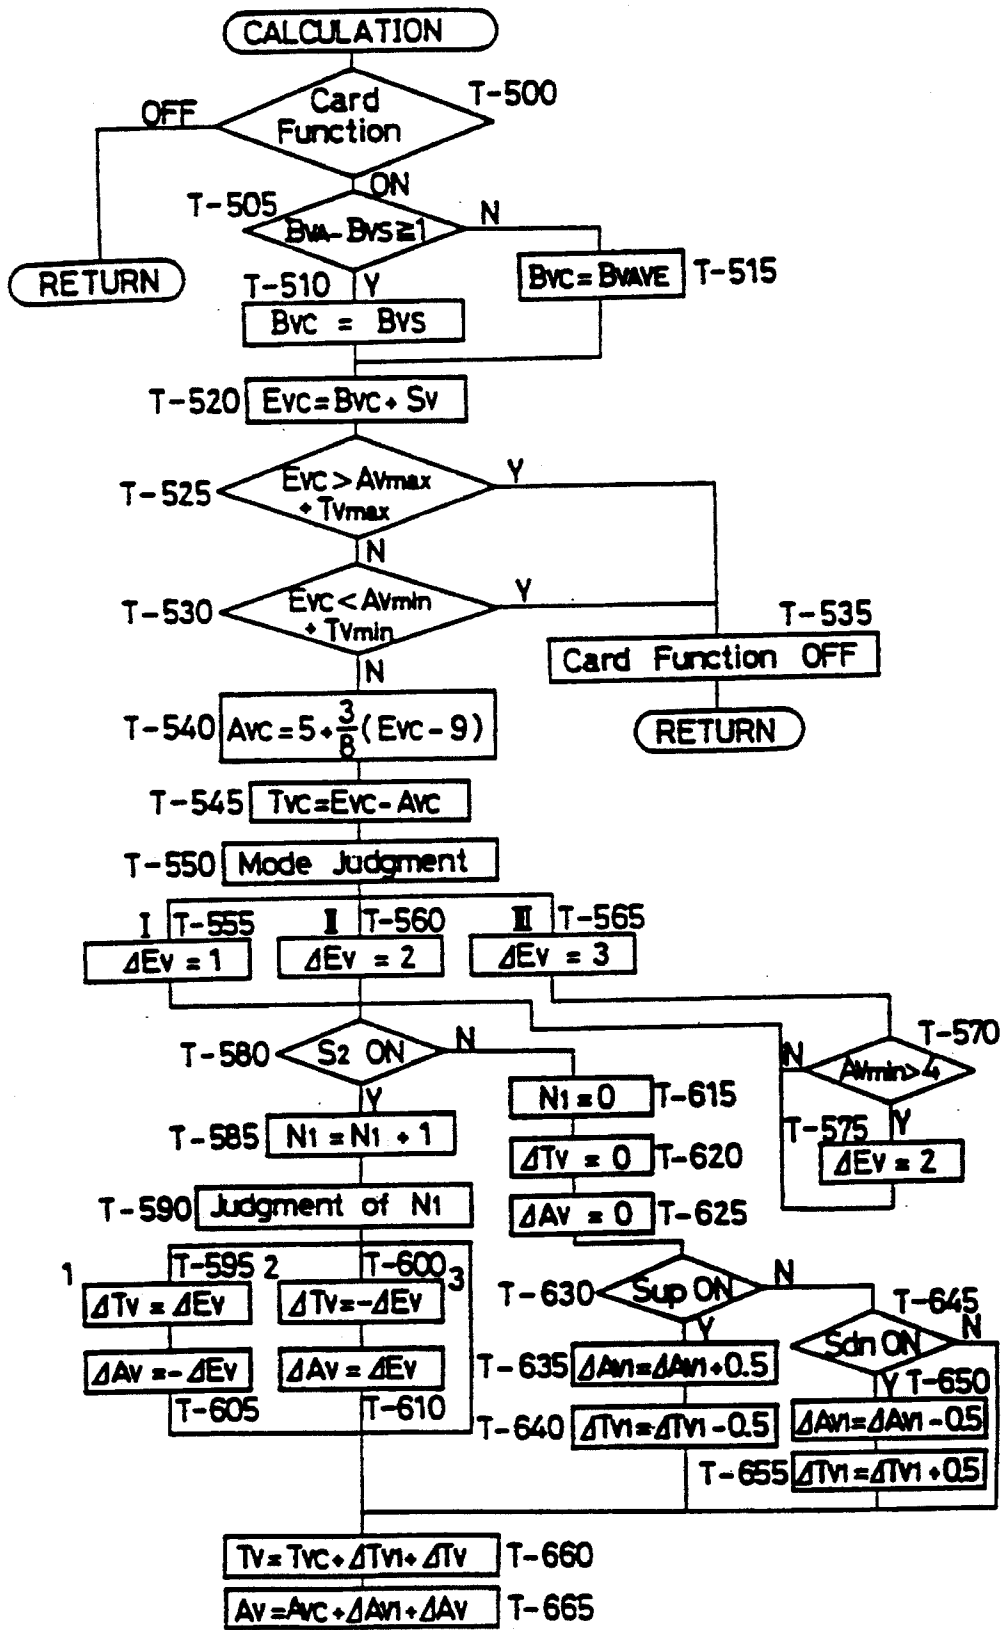 CALCULATION
Card
Function
T-500
OFF
ON
T-505
BVA-BVS≧1
N
RETURN
T-510
Y
BVC=BVAVE
T-515
BVC = BVS
T-520
EVC=BVC+SV
T-525
EVC>AVmax
+TVmax
Y
N
T-530
EVC<AVmin
+TVmin
Y
T-535
Card Function OFF
N
T-540
AVC=5+3/8(EVC-9)
RETURN
T-545
TVC=EVC-AVC
T-550
Mode Judgment
I
T-555
II
T-560
III
T-565
ΔEV=1
ΔEV=2
ΔEV=3
T-570
T-580
S2 ON
N
N
AVmin>4
Y
N1=0
T-615
T-575
Y
T-585
N1=N1+1
ΔTV=0
T-620
ΔEV=2
T-590
Judgment of N1
ΔAV=0
T-625
1
T-595
2
T-600
3
T-630
Sup ON
N
T-645
ΔTV=ΔEV
ΔTV=-ΔEV
Y
Sdn ON
N
ΔAV=-ΔEV
ΔAV=ΔEV
T-635
ΔAV1=ΔAV1+0.5
Y
T-650
T-605
T-610
T-640
ΔTV1=ΔTV1-0.5
ΔAV1=ΔAV1-0.5
T-655
ΔTV1=ΔTV1+0.5
TV=TVC+ΔTV1+ΔTV
T-660
AV=AVC+ΔAV1+ΔAV
T-665